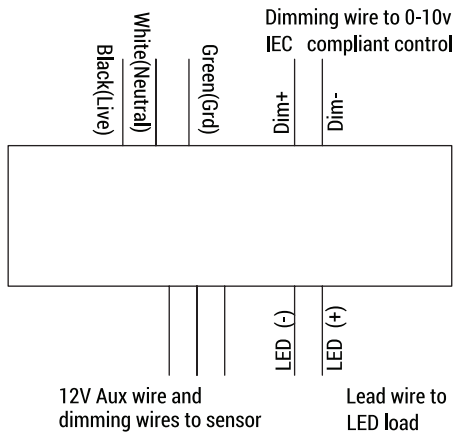 Dimming wire to 0-10v
IEC compliant control
Black(Live)
White(Neutral)
Green(Grd)
Dim+
Dim-
LED (-)
LED (+)
12V Aux wire and
dimming wires to sensor
Lead wire to
LED load